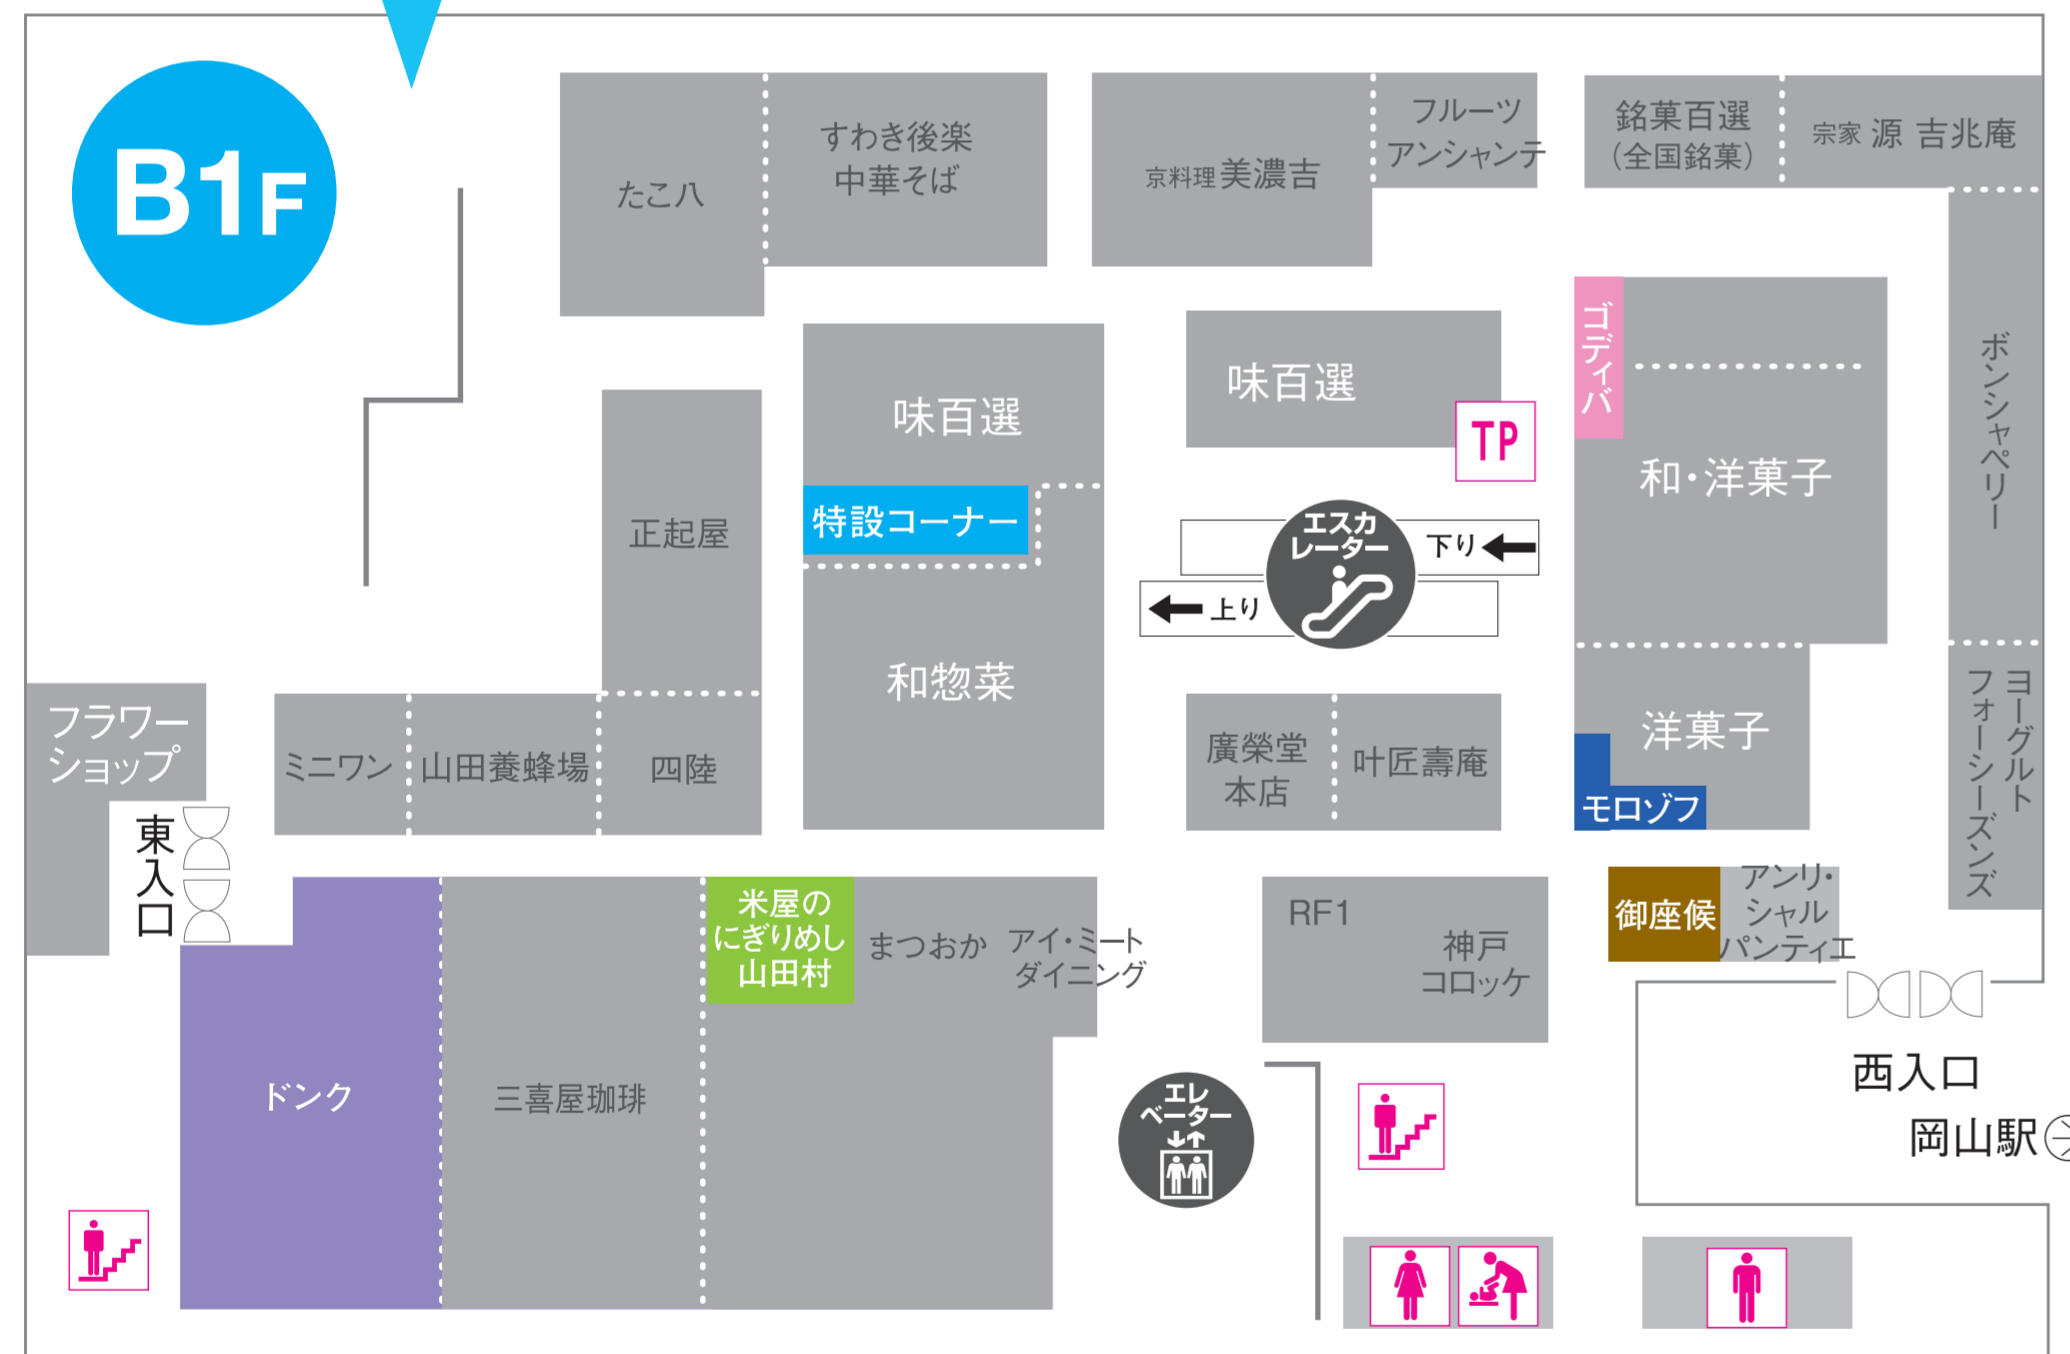 B1F
たこ八
すわき後楽
中華そば
京料理 美濃吉
フルーツ
アンシャンテ
銘菓百選
(全国銘菓)
宗家 源 吉兆庵
ゴディバ
和・洋菓子
ボンシャペリー
味百選
味百選
TP
特設コーナー
正起屋
エスカ
レーター
下り
上り
和惣菜
フラワー
ショップ
ミニワン
山田養蜂場
四陸
廣榮堂
本店
叶匠壽庵
洋菓子
モロゾフ
ヨーグルト
フォーシーズンズ
東入口
米屋の
にぎりめし
山田村
まつおか
アイ・ミート
ダイニング
RF1
神戸
コロッケ
御座候
アンリ・
シャル
パンティエ
ドンク
三喜屋珈琲
エレ
ベーター
西入口
岡山駅